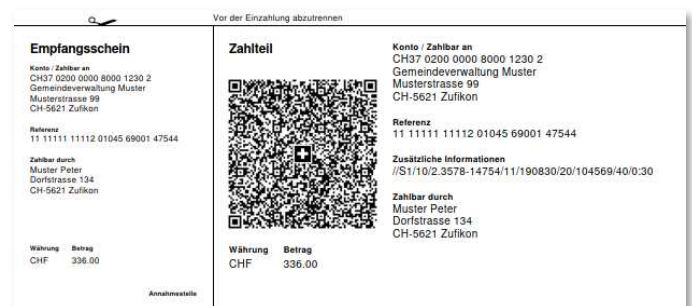 Vor der Einzahlung abzutrennen
Empfangsschein
Konto / Zahlbar an
CH37 0200 0000 8000 1230 2
Gemeindeverwaltung Muster
Musterstrasse 99
CH-5621 Zufikon
Referenz
11 11111 11112 01045 69001 47544
Zahlbar durch
Muster Peter
Dorfstrasse 134
CH-5621 Zufikon
Währung Betrag
CHF 336.00
Annahmestelle
Zahlteil
Währung Betrag
CHF 336.00
Konto / Zahlbar an
CH37 0200 0000 8000 1230 2
Gemeindeverwaltung Muster
Musterstrasse 99
CH-5621 Zufikon
Referenz
11 11111 11112 01045 69001 47544
Zusätzliche Informationen
//S1/10/2.3578-14754/11/190830/20/104569/40/0:30
Zahlbar durch
Muster Peter
Dorfstrasse 134
CH-5621 Zufikon